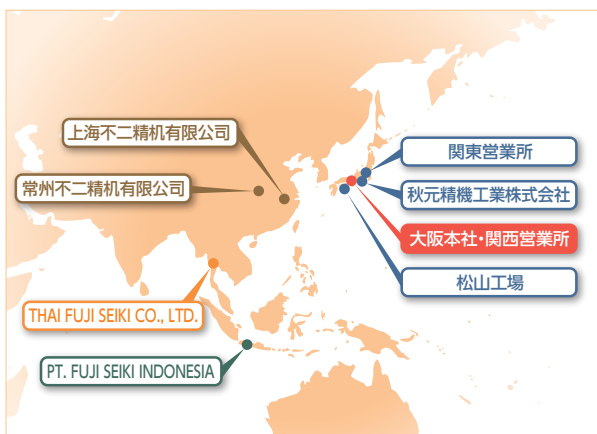 上海不二精机有限公司
常州不二精机有限公司
THAI FUJI SEIKI CO., LTD.
PT. FUJI SEIKI INDONESIA
関東営業所
秋元精機工業株式会社
大阪本社・関西営業所
松山工場